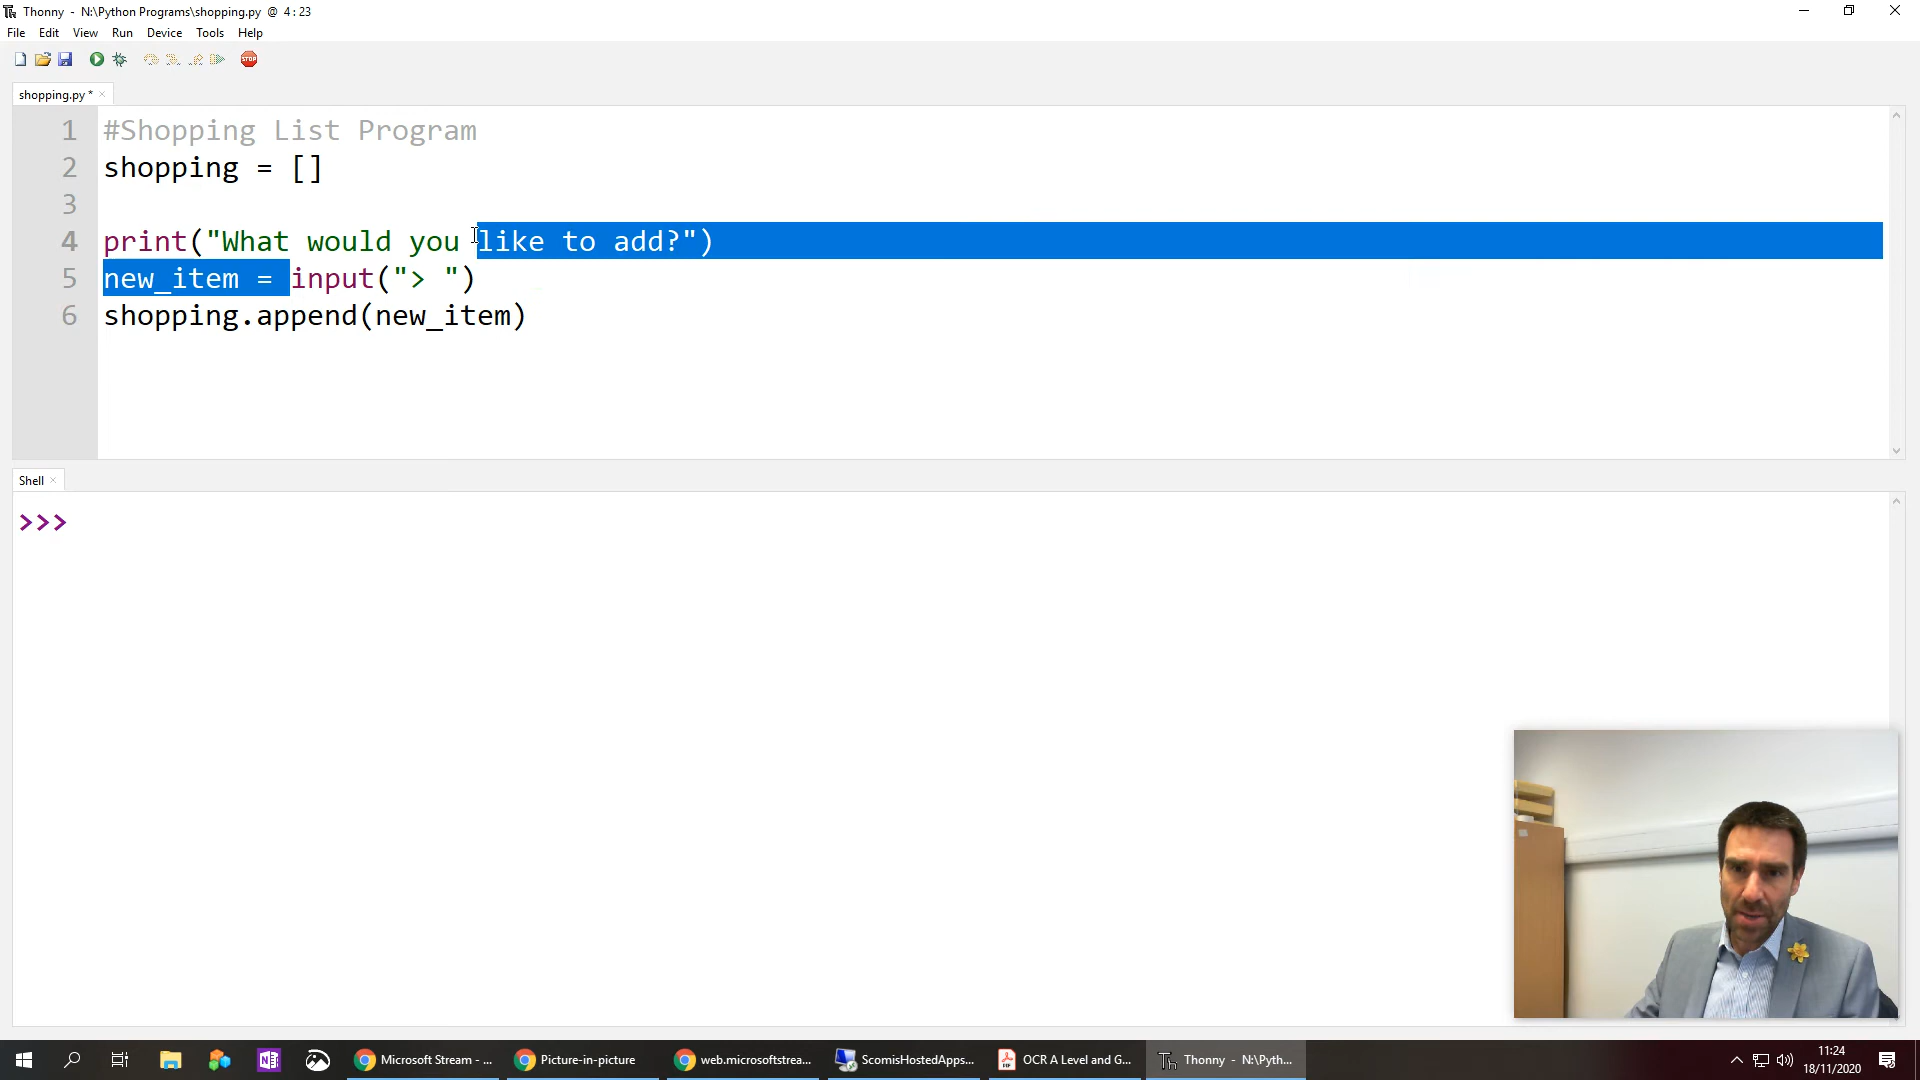 Thonny - N:\Python Programs\shopping.py @ 4:23
File Edit View Run Device Tools Help
STOP
shopping.py *
1 #Shopping List Program
2 shopping = []
3
4 print("What would you like to add?")
5 new_item = input("> ")
6 shopping.append(new_item)
Shell
>>>
Microsoft Stream - ...
Picture-in-picture
web.microsoftstrea...
ScomisHostedApps...
OCR A Level and G...
Thonny - N:\Pyth...
11:24
18/11/2020